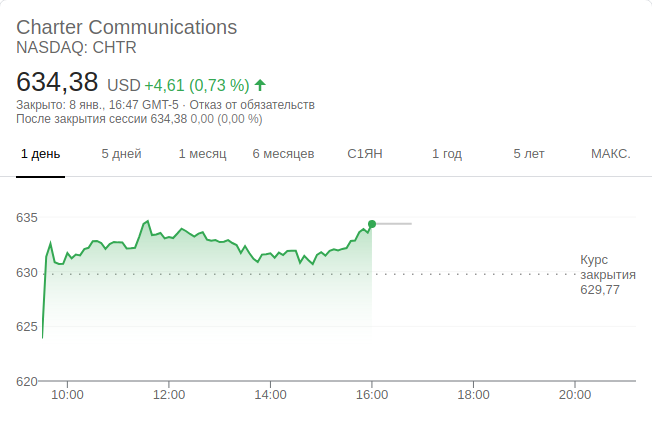 Charter Communications
NASDAQ: CHTR
634,38 USD +4,61 (0,73 %)
Закрыто: 8 янв., 16:47 GMT-5 · Отказ от обязательств
После закрытия сессии 634,38 0,00 (0,00 %)
1 день 5 дней 1 месяц 6 месяцев С1ЯН 1 год 5 лет МАКС.
635
630
625
620
Курс
закрытия
629,77
10:00 12:00 14:00 16:00 18:00 20:00